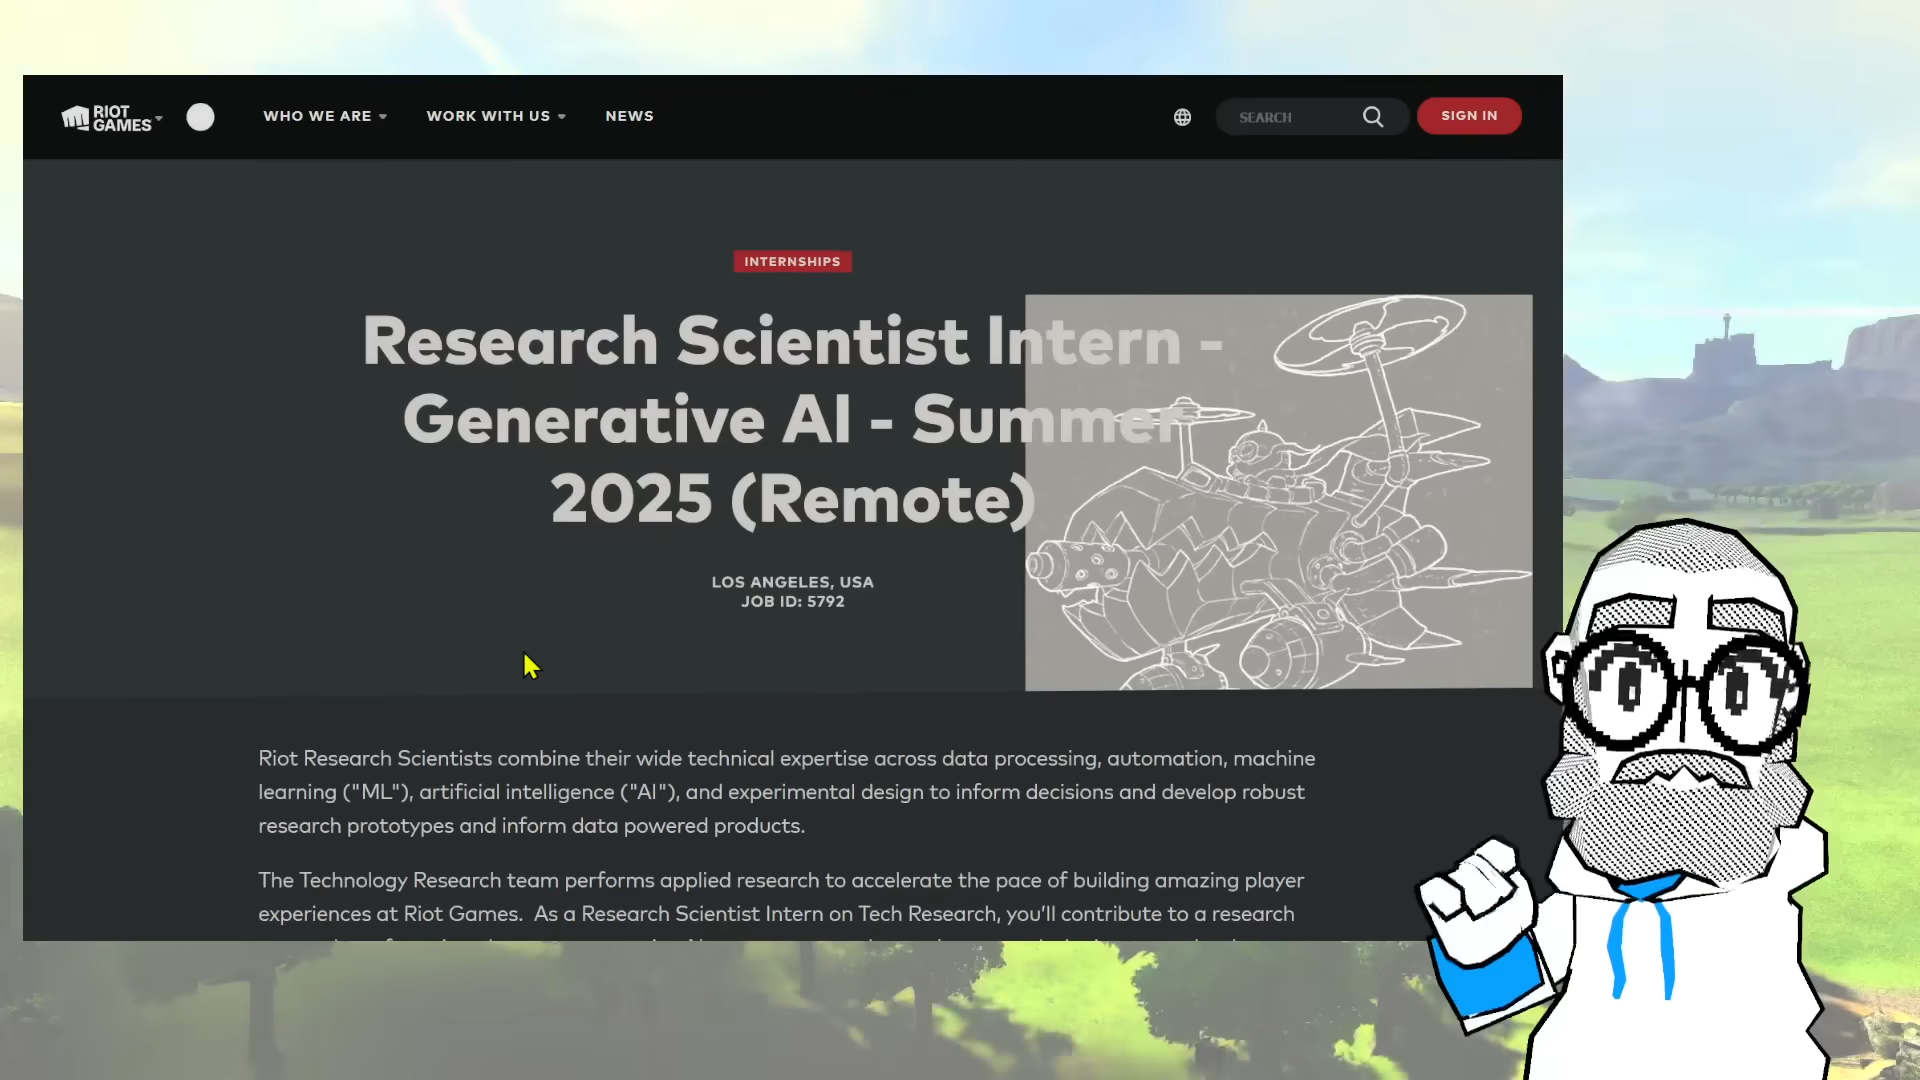 RIOT GAMES
WHO WE ARE
WORK WITH US
NEWS
SEARCH
SIGN IN
INTERNSHIPS
Research Scientist Intern -
Generative AI - Summer
2025 (Remote)
LOS ANGELES, USA
JOB ID: 5792
Riot Research Scientists combine their wide technical expertise across data processing, automation, machine
learning ("ML"), artificial intelligence ("AI"), and experimental design to inform decisions and develop robust
research prototypes and inform data powered products.
The Technology Research team performs applied research to accelerate the pace of building amazing player
experiences at Riot Games. As a Research Scientist Intern on Tech Research, you’ll contribute to a research